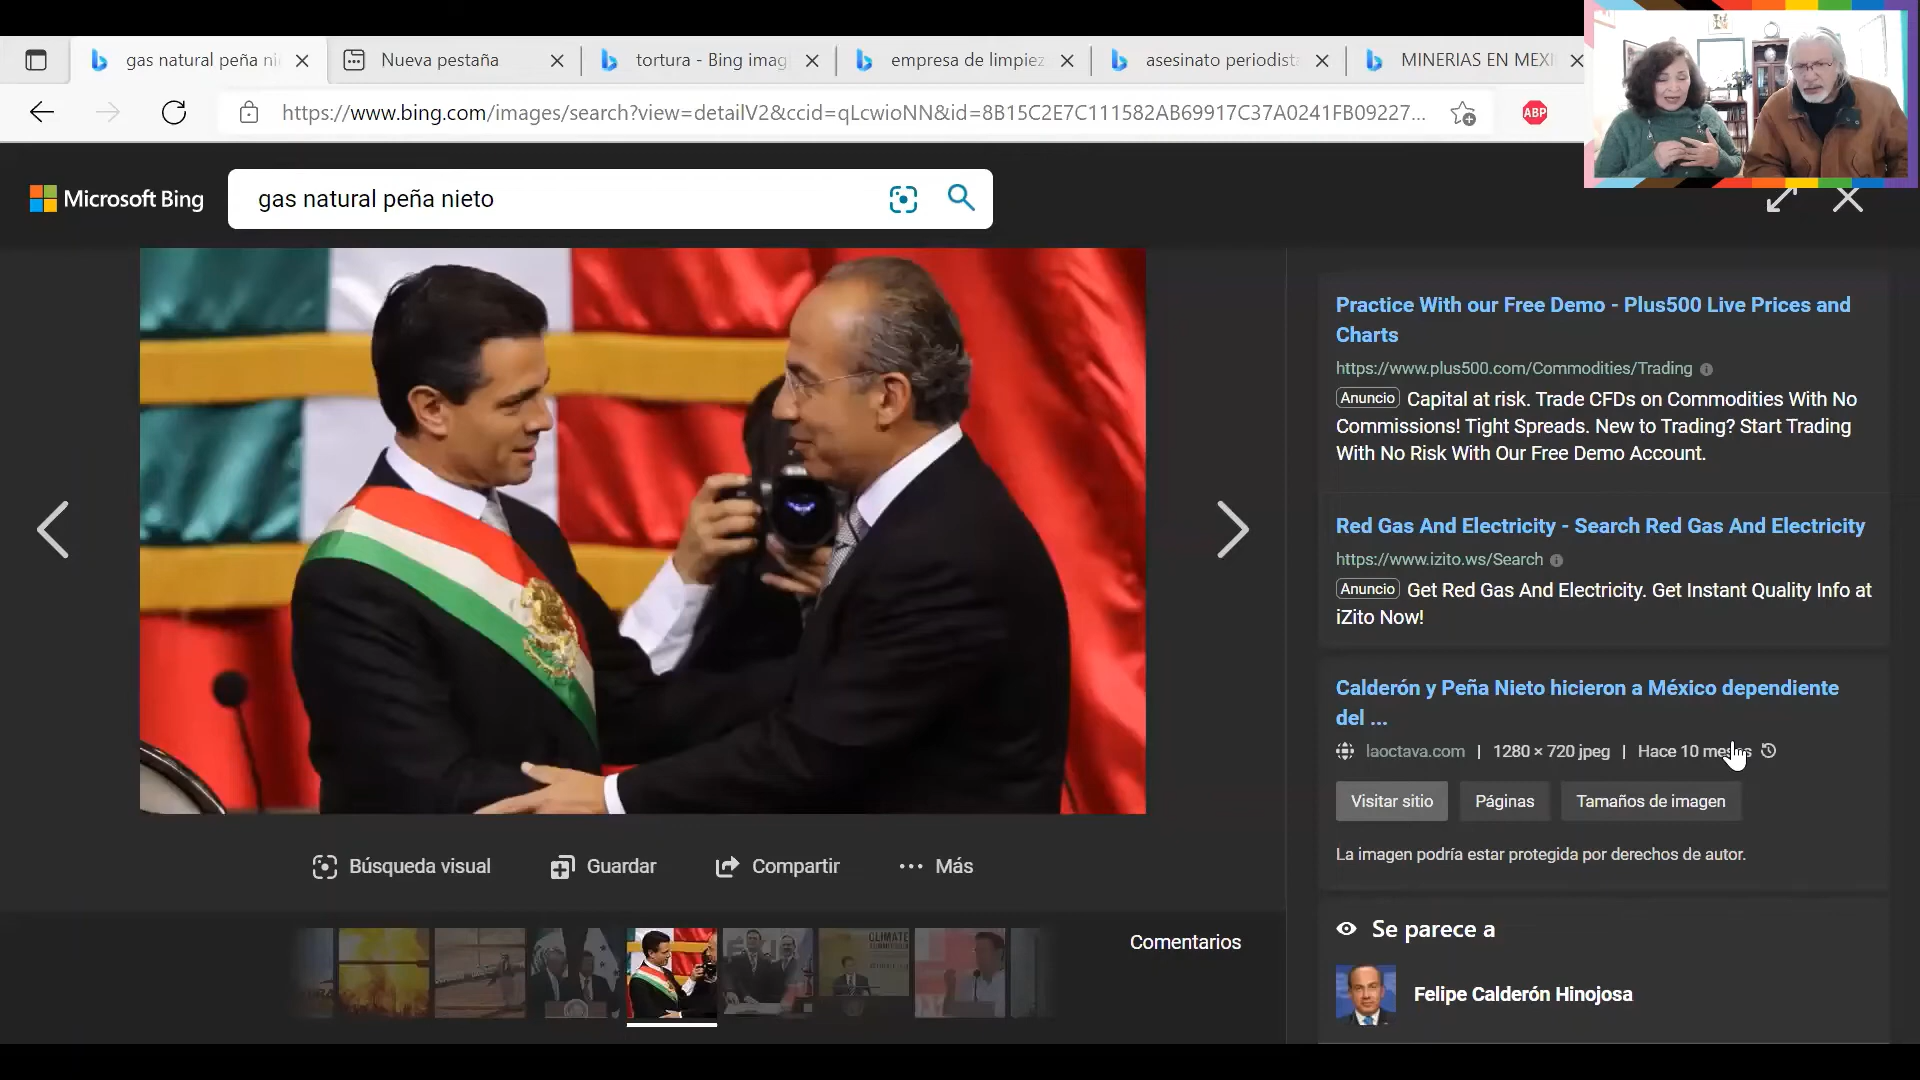 gas natural peña ni
Nueva pestaña
tortura - Bing imag
empresa de limpiez
asesinato periodist
MINERIAS EN MEXI
https://www.bing.com/images/search?view=detailV2&ccid=qLcwioNN&id=8B15C2E7C111582AB69917C37A0241FB09227...
ABP
Microsoft Bing
gas natural peña nieto
Practice With our Free Demo - Plus500 Live Prices and
Charts
https://www.plus500.com/Commodities/Trading
Anuncio Capital at risk. Trade CFDs on Commodities With No
Commissions! Tight Spreads. New to Trading? Start Trading
With No Risk With Our Free Demo Account.
Red Gas And Electricity - Search Red Gas And Electricity
https://www.izito.ws/Search
Anuncio Get Red Gas And Electricity. Get Instant Quality Info at
iZito Now!
Calderón y Peña Nieto hicieron a México dependiente
del ...
laoctava.com | 1280 × 720 jpeg | Hace 10 meses
Visitar sitio
Páginas
Tamaños de imagen
La imagen podría estar protegida por derechos de autor.
Búsqueda visual
Guardar
Compartir
Más
Se parece a
Felipe Calderón Hinojosa
Comentarios
CLIMATE